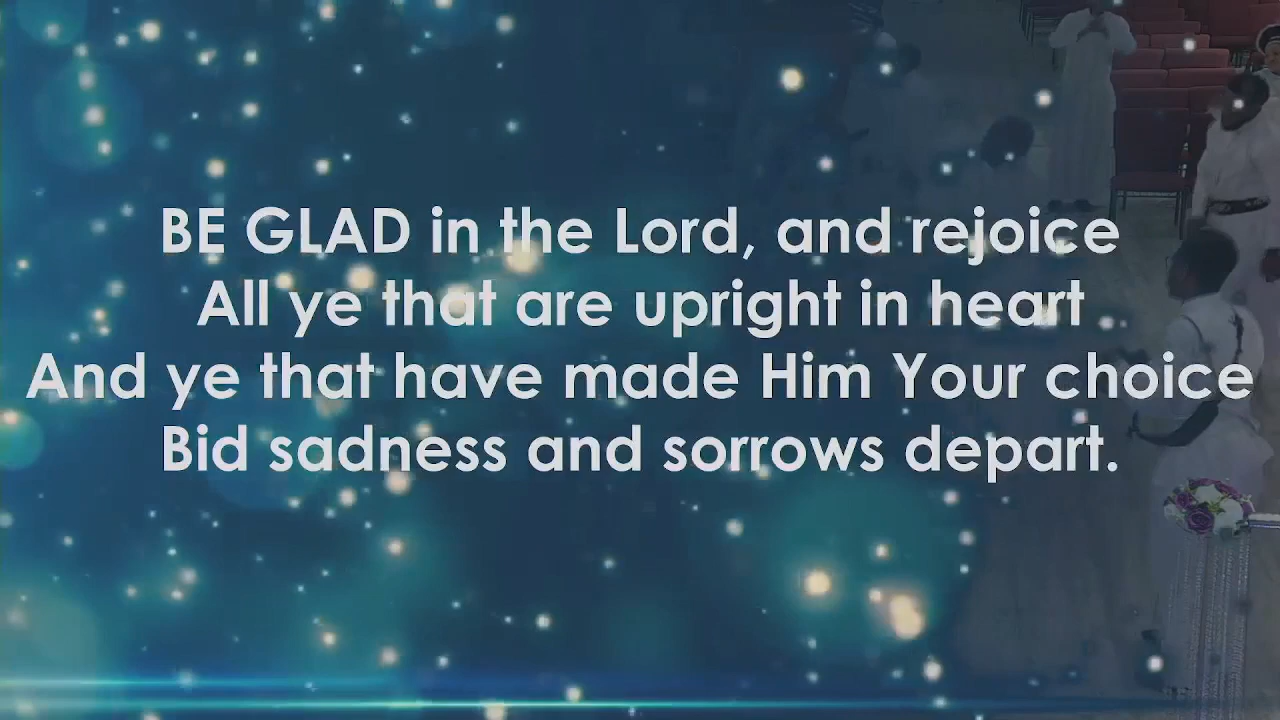 BE GLAD in the Lord, and rejoice
All ye that are upright in heart
And ye that have made Him Your choice
Bid sadness and sorrows depart.